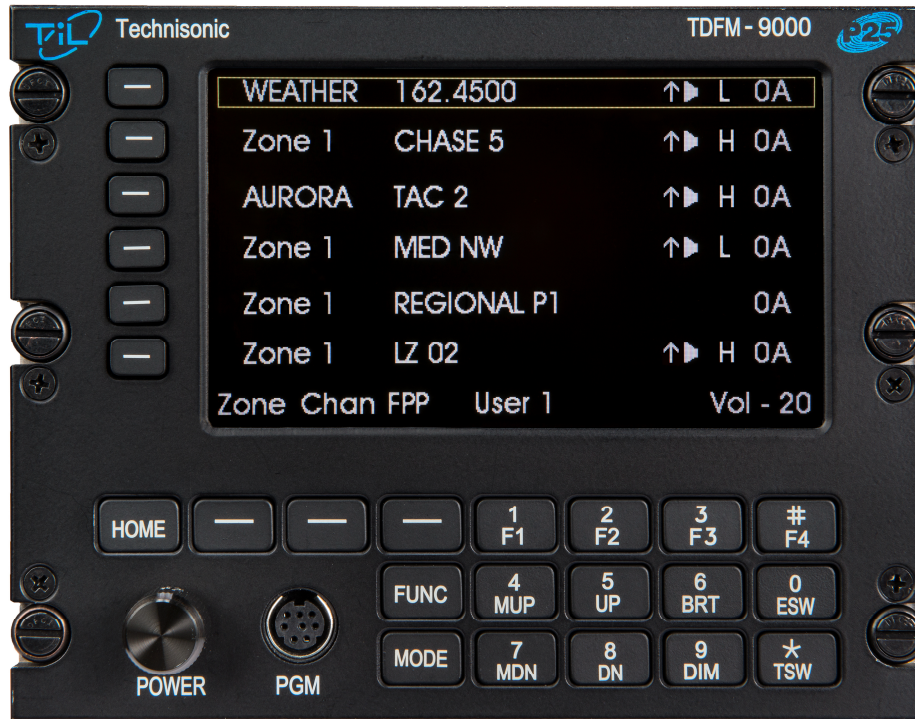 TiL Technisonic TDFM - 9000 P25
WEATHER 162.4500 ↑ L 0A
Zone 1 CHASE 5 ↑ H 0A
AURORA TAC 2 ↑ H 0A
Zone 1 MED NW ↑ L 0A
Zone 1 REGIONAL P1 0A
Zone 1 LZ 02 ↑ H 0A
Zone Chan FPP User 1 Vol - 20
HOME 1 F1 2 F2 3 F3 # F4
FUNC 4 MUP 5 UP 6 BRT 0 ESW
MODE 7 MDN 8 DN 9 DIM * TSW
POWER PGM